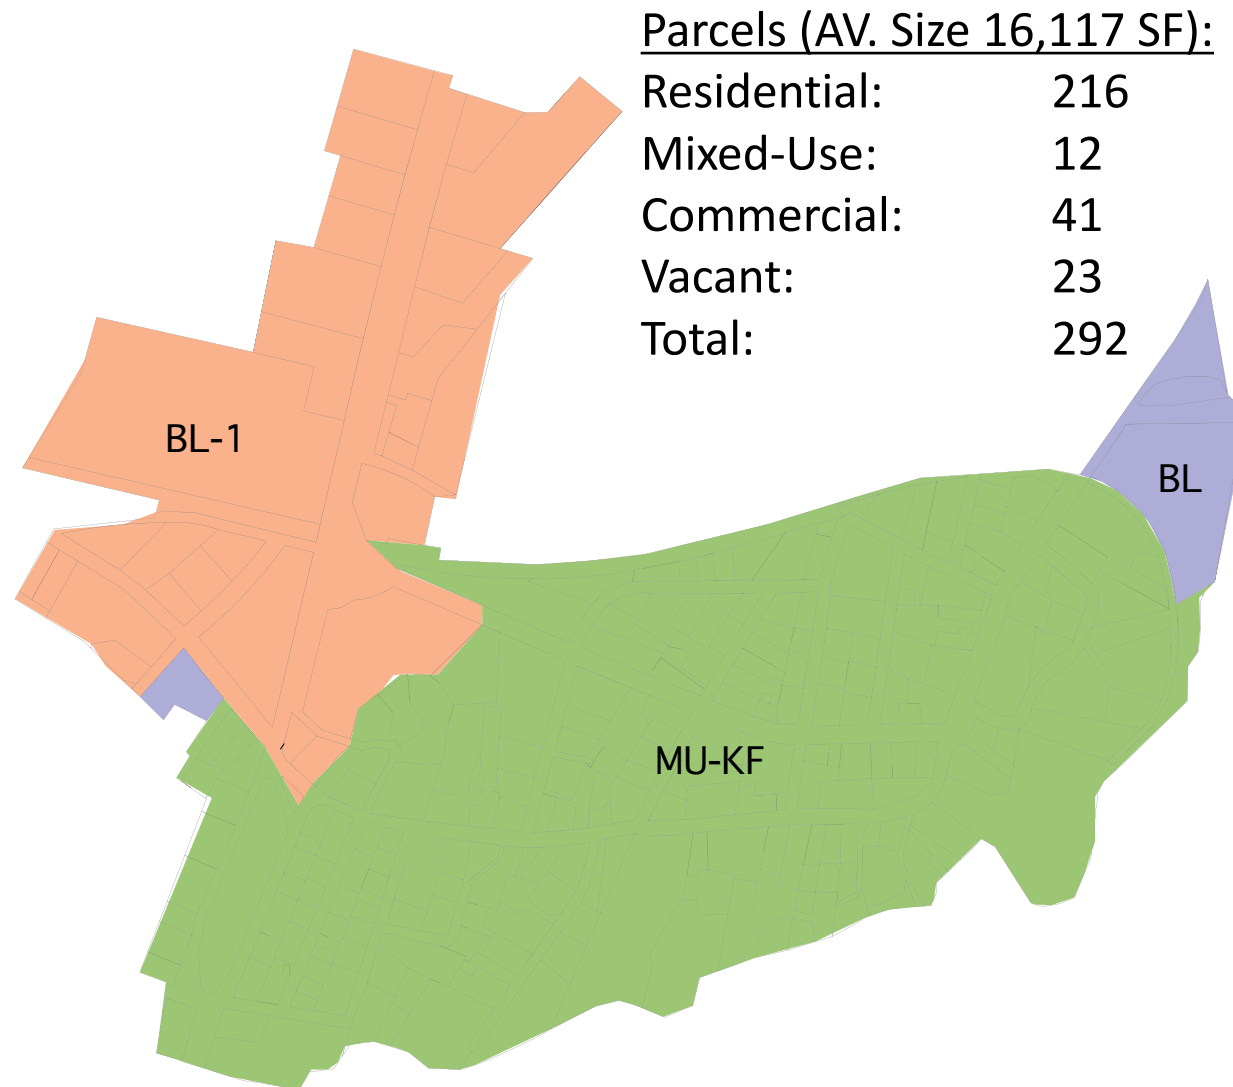 Parcels (AV. Size 16,117 SF):
Residential: 216
Mixed-Use: 12
Commercial: 41
Vacant: 23
Total: 292
BL-1
BL
MU-KF